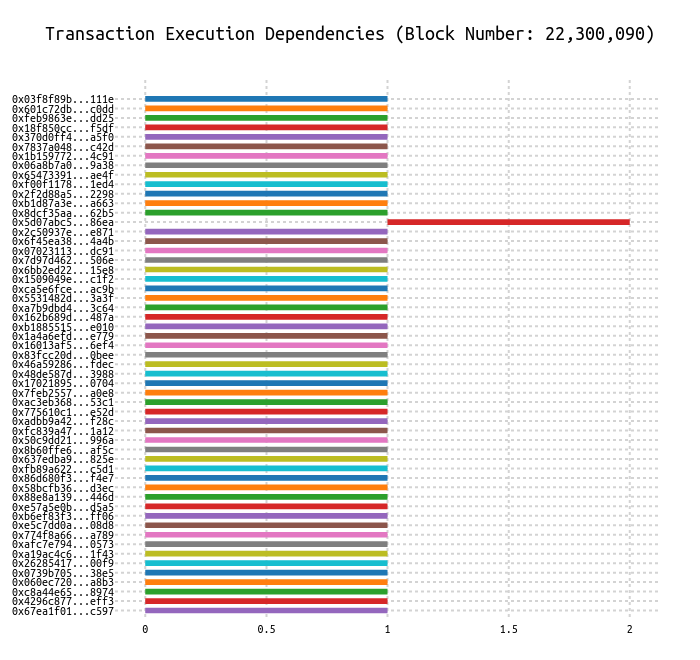 Transaction Execution Dependencies (Block Number: 22,300,090)
0x03f8f89b...111e
0x601c72db...c0dd
0xfeb9863e...dd25
0x18f850cc...f5df
0x370d0ff4...a5f0
0x7837a048...c42d
0x1b159772...4c91
0x06a8b7a0...9a38
0x65473391...ae4f
0xf00f1178...1ed4
0x2f2d88a5...2298
0xb1d87a3e...a663
0x8dcf35aa...62b5
0x5d07abc5...86ea
0x2c50937e...e871
0x6f45ea38...4a4b
0x07023113...dc91
0x7d97d462...506e
0x6bb2ed22...15e8
0x1509049e...c1f2
0xca5e6fce...ac9b
0x5531482d...3a3f
0xa7b9dbd4...3c64
0x162b689d...487a
0xb1885515...e010
0x1a4a6efd...e779
0x16013af5...6ef4
0x83fcc20d...0bee
0x46a59286...fdec
0x48de587d...3988
0x17021895...0704
0x7feb2557...a0e8
0xac3eb368...53c1
0x775610c1...e52d
0xadbb9a42...f28c
0xfc839a47...1a12
0x50c9dd21...996a
0x8b60ffe6...af5c
0x637edba9...825e
0xfb89a622...c5d1
0x86d680f3...f4e7
0x58bcfb36...d3ec
0x88e8a139...446d
0xe57a5e0b...d5a5
0xb6ef83f3...ff06
0xe5c7dd0a...08d8
0x774f8a66...a789
0xafc7e794...0573
0xa19ac4c6...1f43
0x26285417...00f9
0x0739b705...38e5
0x060ec720...a8b3
0xc8a44e65...8974
0x4296c877...eff3
0x67ea1f01...c597
0 0.5 1 1.5 2